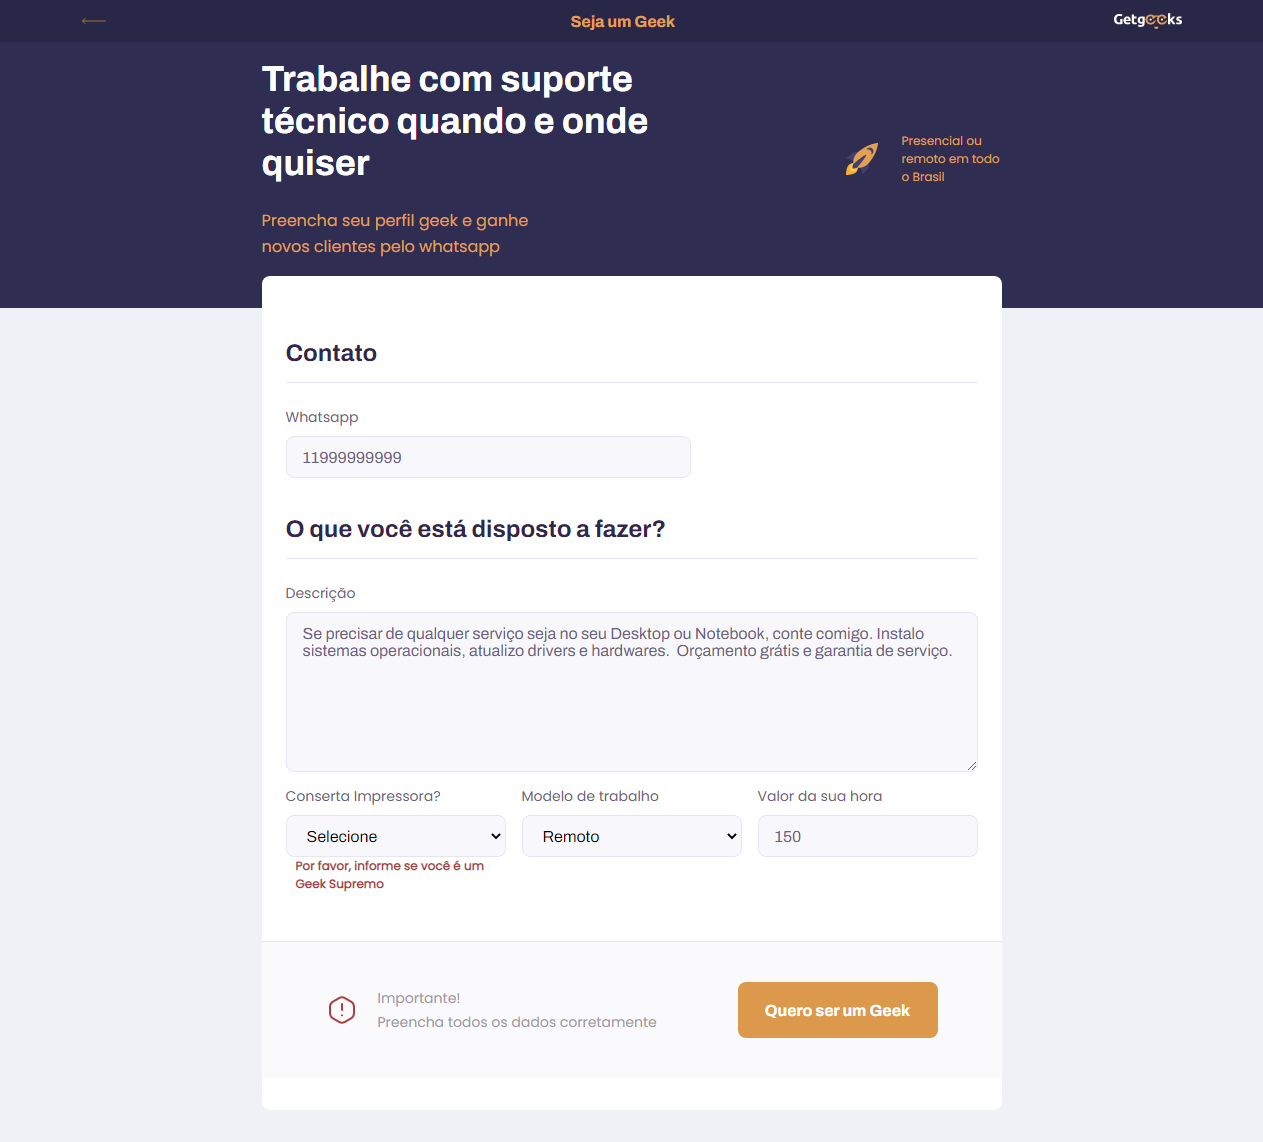 Seja um Geek
Getgeeks
Trabalhe com suporte
técnico quando e onde
quiser
Presencial ou
remoto em todo
o Brasil
Preencha seu perfil geek e ganhe
novos clientes pelo whatsapp
Contato
Whatsapp
11999999999
O que você está disposto a fazer?
Descrição
Se precisar de qualquer serviço seja no seu Desktop ou Notebook, conte comigo. Instalo
sistemas operacionais, atualizo drivers e hardwares.  Orçamento grátis e garantia de serviço.
Conserta Impressora?
Modelo de trabalho
Valor da sua hora
Selecione
Remoto
150
Por favor, informe se você é um
Geek Supremo
Importante!
Preencha todos os dados corretamente
Quero ser um Geek